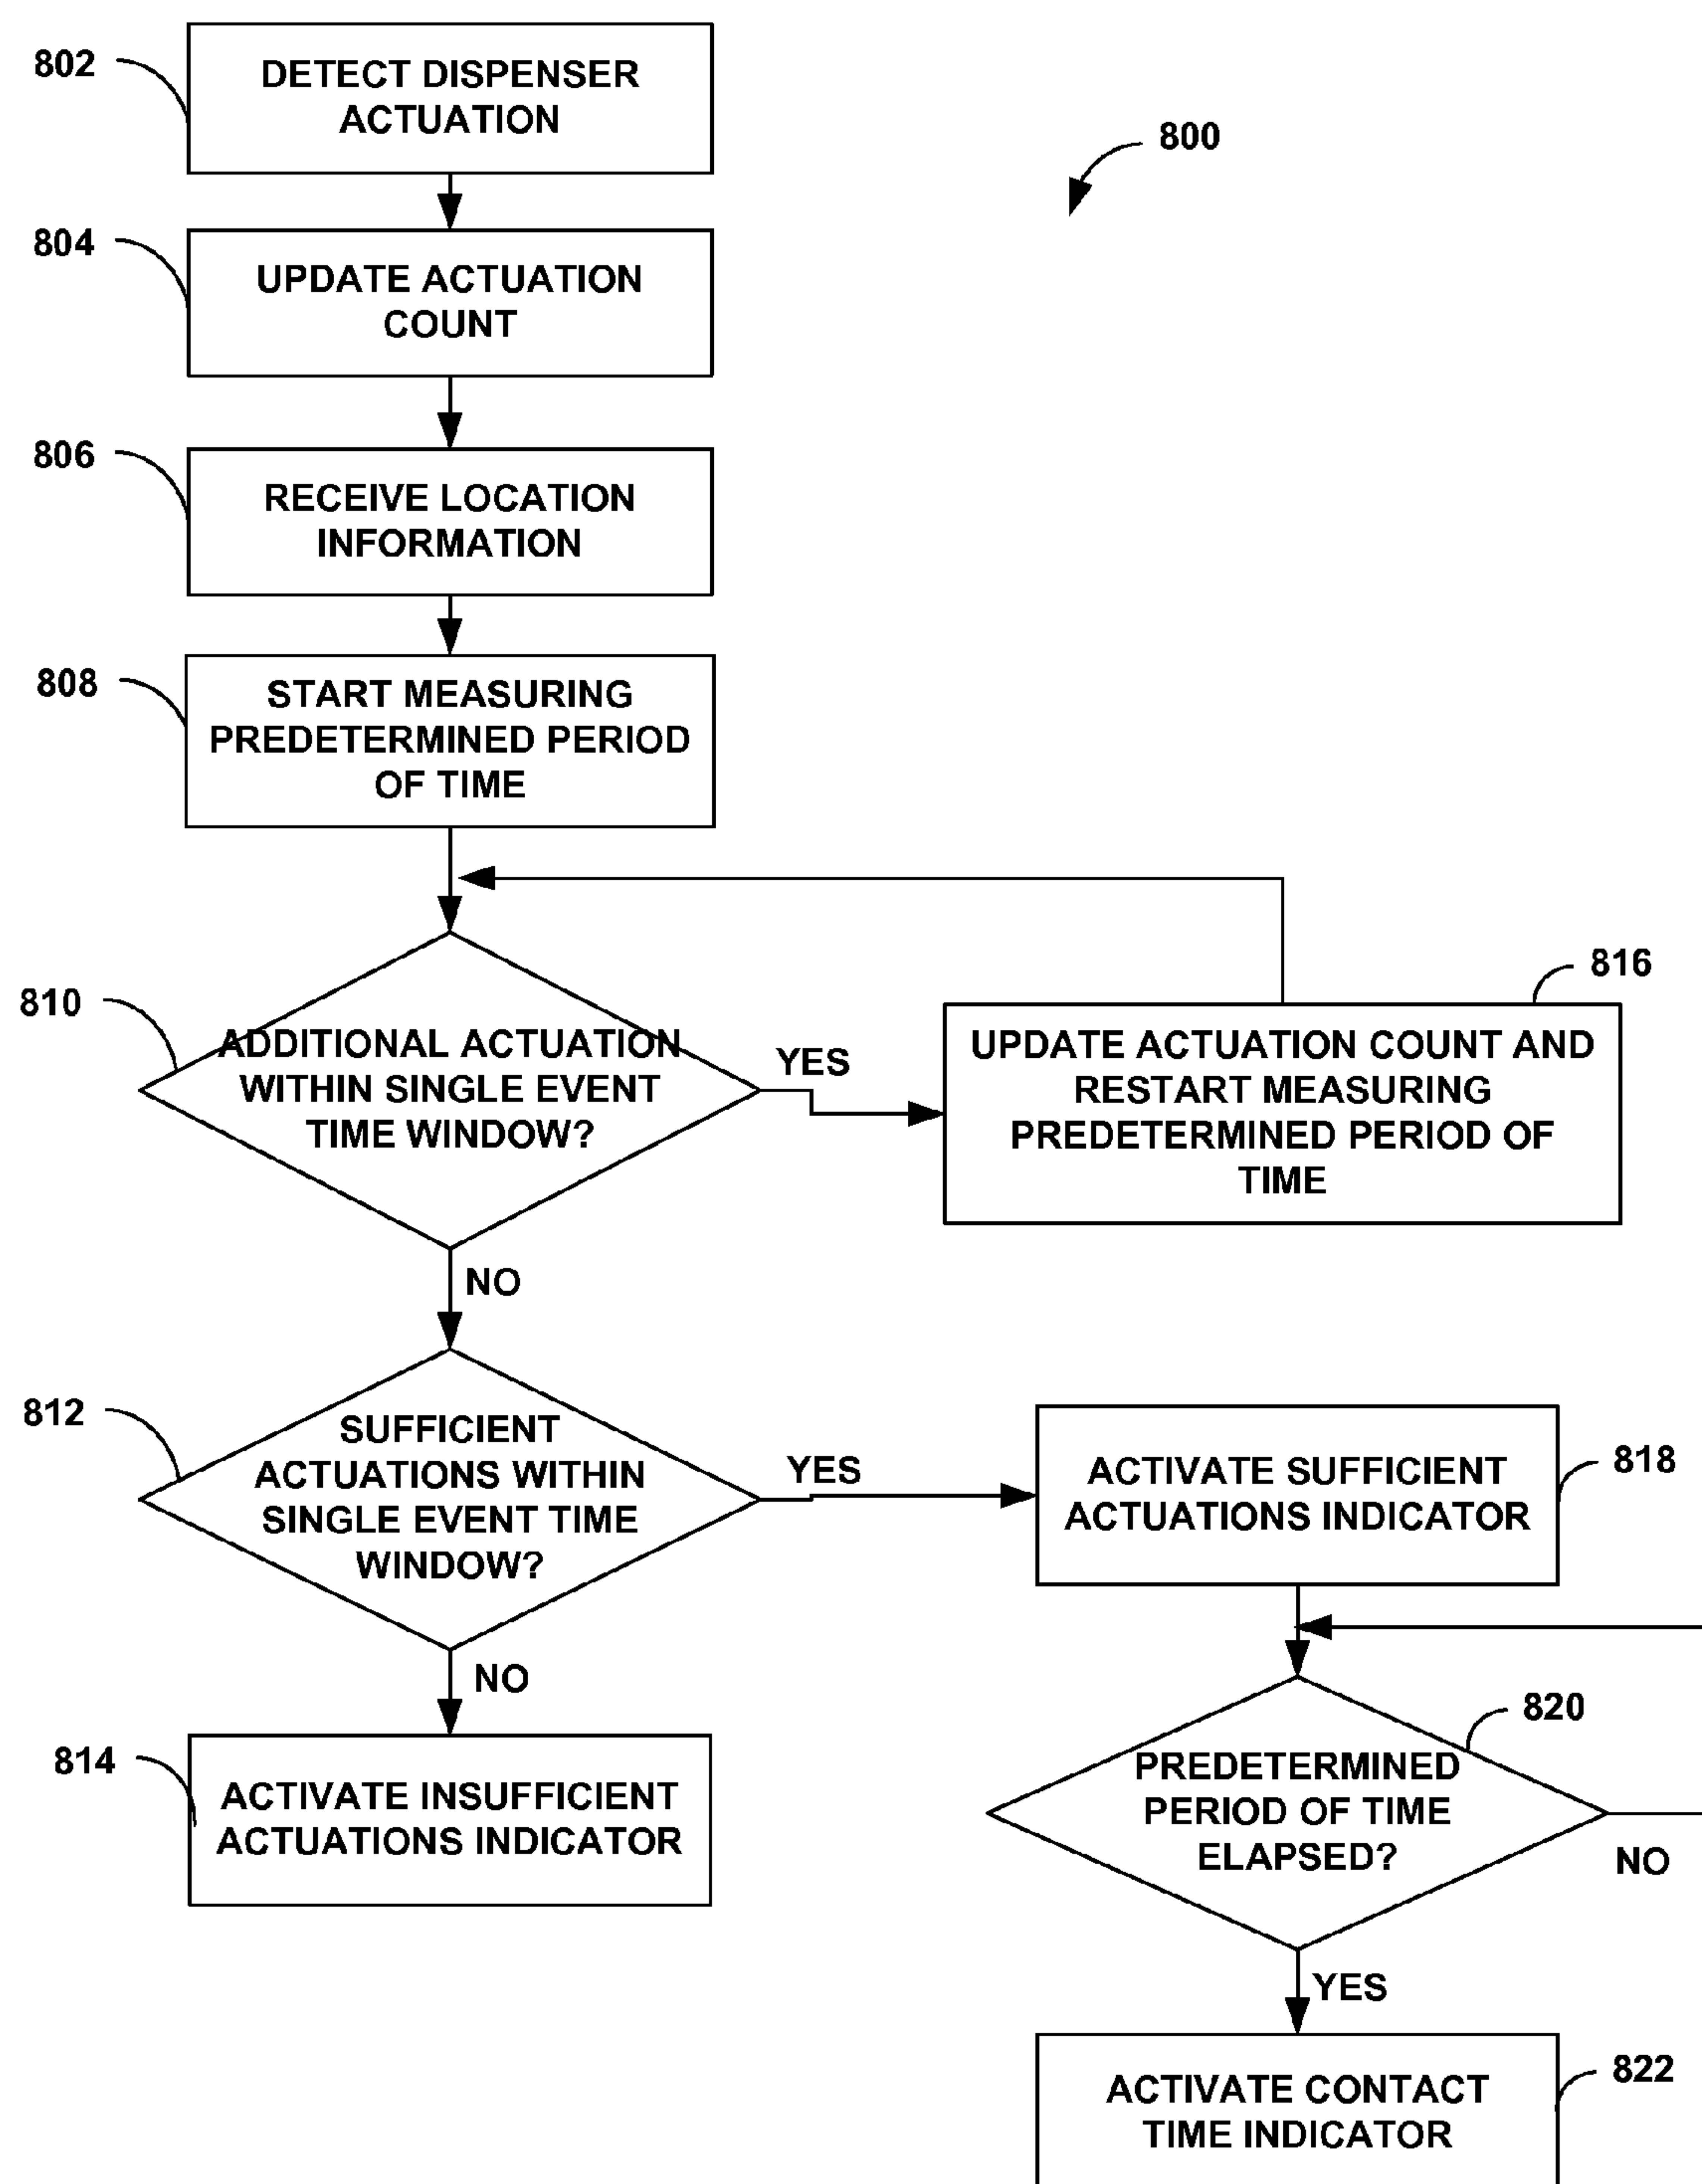 802
DETECT DISPENSER
ACTUATION
800
804
UPDATE ACTUATION
COUNT
806
RECEIVE LOCATION
INFORMATION
808
START MEASURING
PREDETERMINED PERIOD
OF TIME
810
ADDITIONAL ACTUATION
WITHIN SINGLE EVENT
TIME WINDOW?
YES
816
UPDATE ACTUATION COUNT AND
RESTART MEASURING
PREDETERMINED PERIOD OF
TIME
NO
812
SUFFICIENT
ACTUATIONS WITHIN
SINGLE EVENT TIME
WINDOW?
YES
ACTIVATE SUFFICIENT
ACTUATIONS INDICATOR
818
NO
814
ACTIVATE INSUFFICIENT
ACTUATIONS INDICATOR
820
PREDETERMINED
PERIOD OF TIME
ELAPSED?
NO
YES
ACTIVATE CONTACT
TIME INDICATOR
822